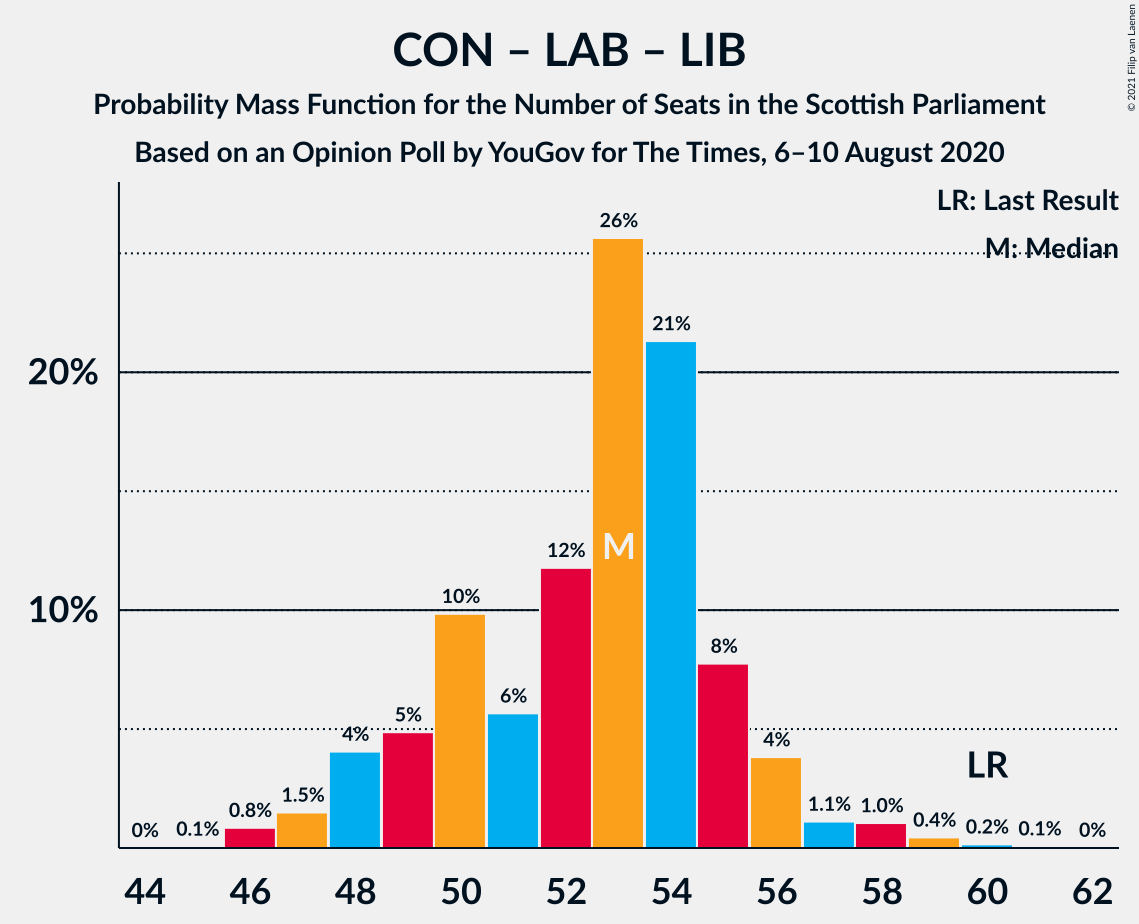 CON – LAB – LIB
Probability Mass Function for the Number of Seats in the Scottish Parliament
Based on an Opinion Poll by YouGov for The Times, 6–10 August 2020
© 2021 Filip van Laenen
LR: Last Result
M: Median
26%
21%
20%
12%
M
10%
10%
8%
6%
5%
4%
4%
LR
1.5%
1.1%
1.0%
0.8%
0.4%
0.2%
0.1%
0.1%
0%
0%
44 46 48 50 52 54 56 58 60 62